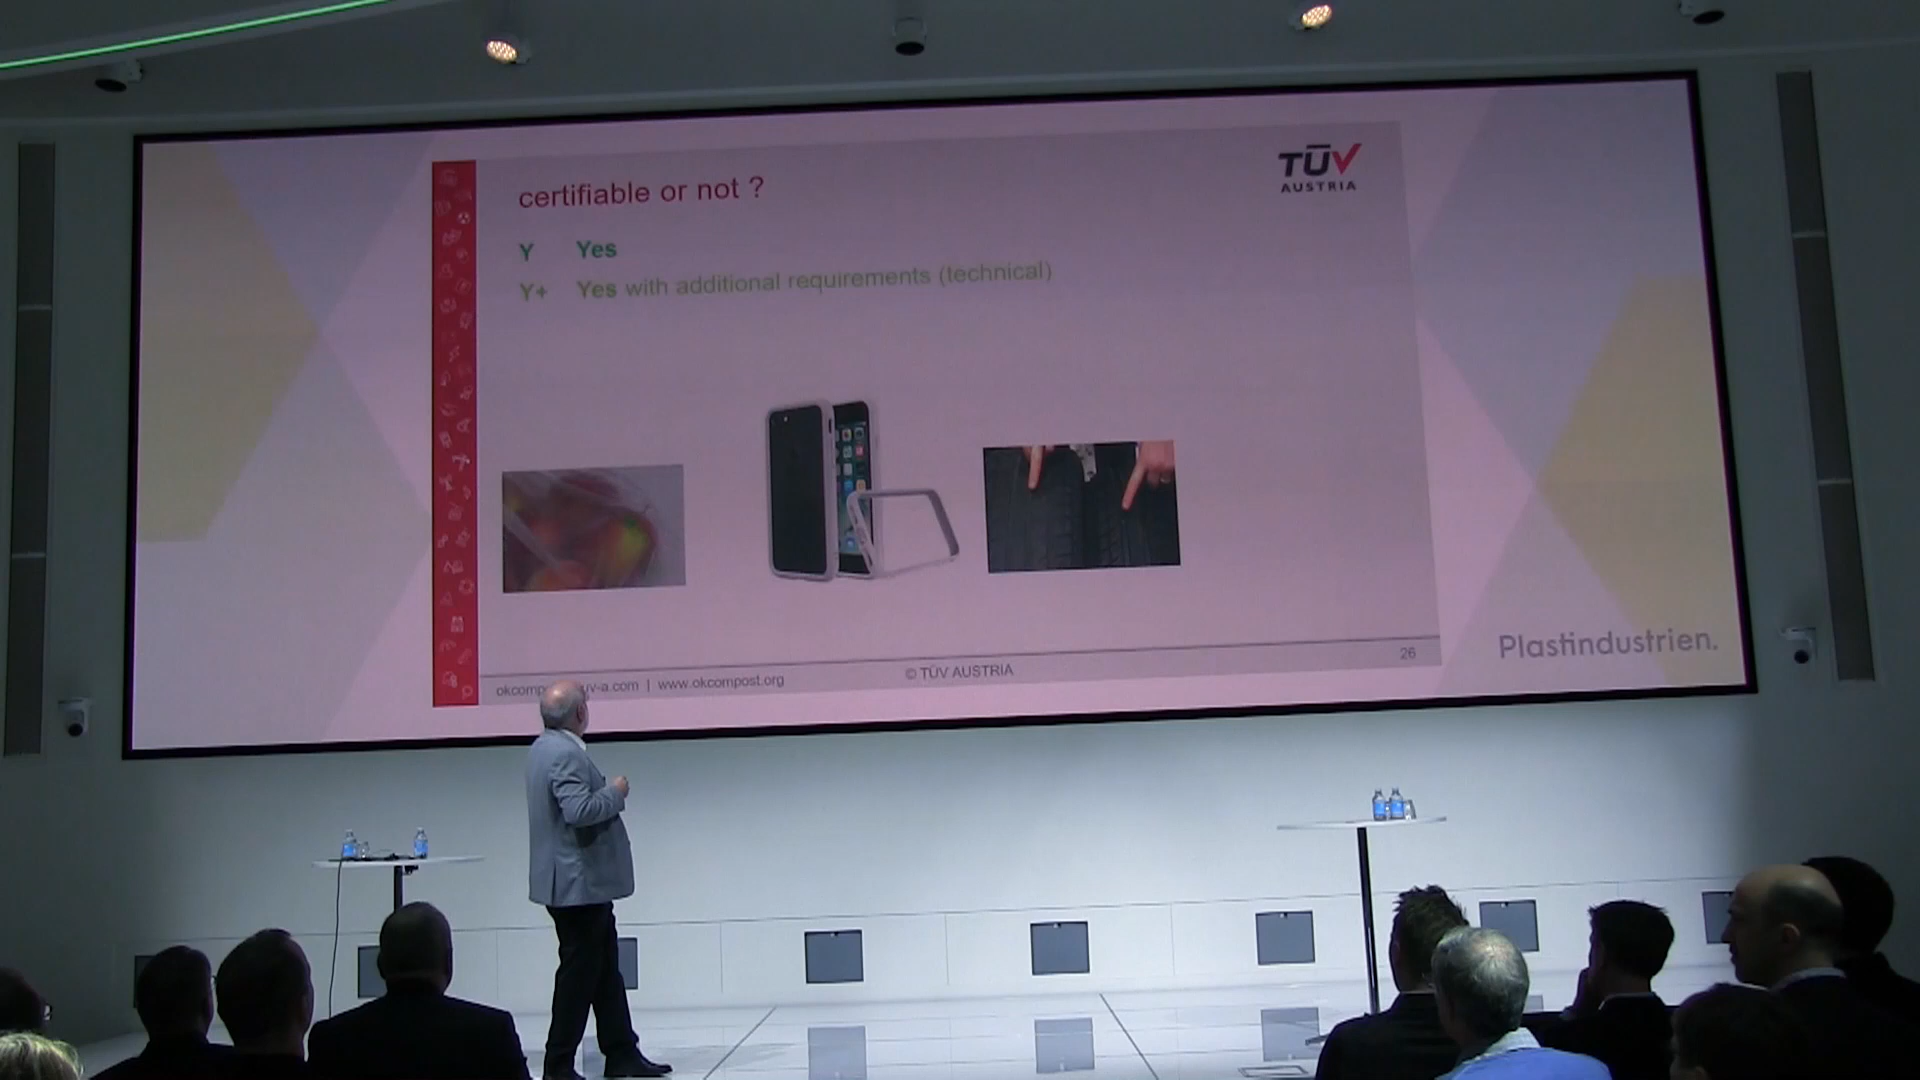 TÜV
AUSTRIA
certifiable or not ?
Y Yes
Y+ Yes with additional requirements (technical)
Plastindustrien.
okcomp uv-a.com | www.okcompost.org
© TÜV AUSTRIA
26